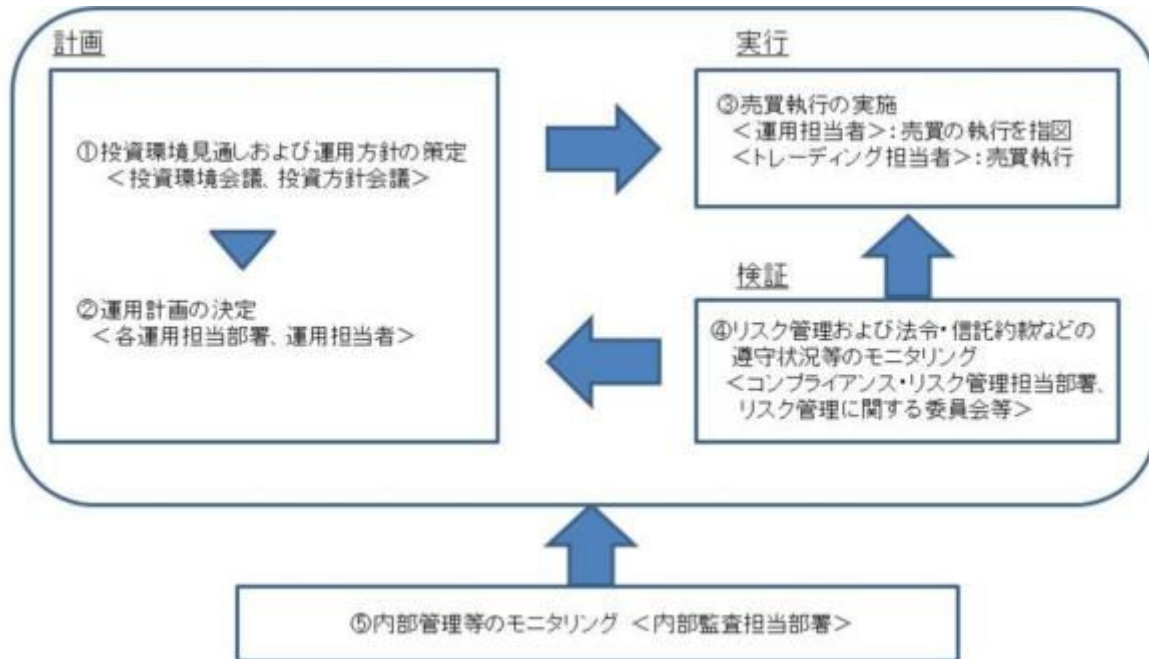 計画
①投資環境見通しおよび運用方針の策定
＜投資環境会議、投資方針会議＞
②運用計画の決定
＜各運用担当部署、運用担当者＞
実行
③売買執行の実施
＜運用担当者＞：売買の執行を指図
＜トレーディング担当者＞：売買執行
検証
④リスク管理および法令・信託約款などの
遵守状況等のモニタリング
＜コンプライアンス・リスク管理担当部署、
リスク管理に関する委員会等＞
⑤内部管理等のモニタリング ＜内部監査担当部署＞